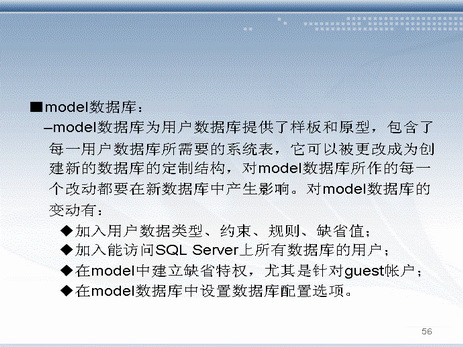 ■model数据库：
–model数据库为用户数据库提供了样板和原型，包含了
每一用户数据库所需要的系统表，它可以被更改成为创
建新的数据库的定制结构，对model数据库所作的每一
个改动都要在新数据库中产生影响。对model数据库的
变动有：
◆加入用户数据类型、约束、规则、缺省值；
◆加入能访问SQL Server上所有数据库的用户；
◆在model中建立缺省特权，尤其是针对guest帐户；
◆在model数据库中设置数据库配置选项。
56